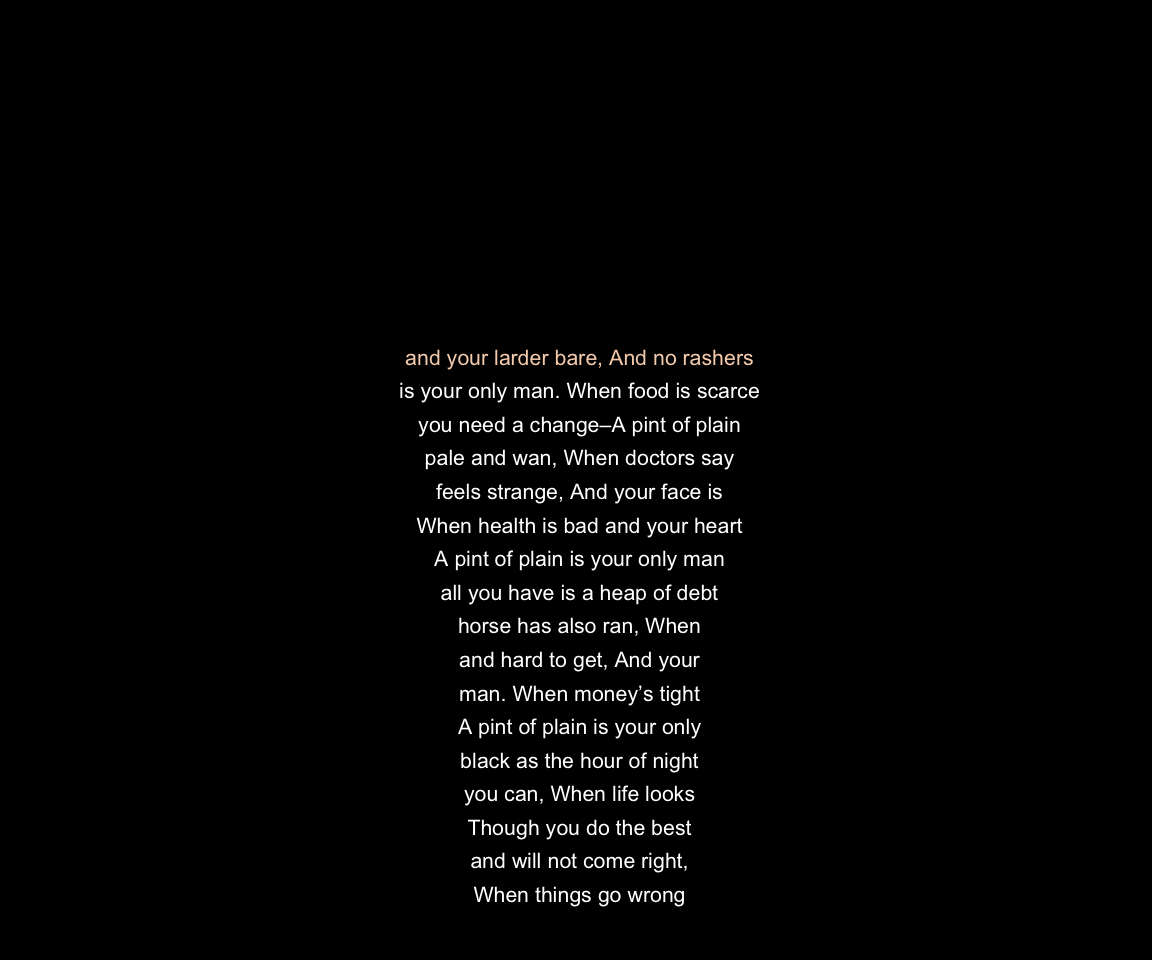 and your larder bare, And no rashers
is your only man. When food is scarce
you need a change–A pint of plain
pale and wan, When doctors say
feels strange, And your face is
When health is bad and your heart
A pint of plain is your only man
all you have is a heap of debt
horse has also ran, When
and hard to get, And your
man. When money’s tight
A pint of plain is your only
black as the hour of night
you can, When life looks
Though you do the best
and will not come right,
When things go wrong